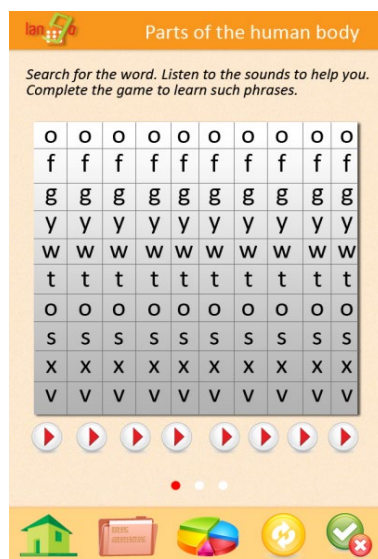 Parts of the human body
Search for the word. Listen to the sounds to help you.
Complete the game to learn such phrases.
o o o o o o o o o
f f f f f f f f f
g g g g g g g g g
y y y y y y y y y
w w w w w w w w w
t t t t t t t t t
o o o o o o o o o
s s s s s s s s s
x x x x x x x x x
v v v v v v v v v